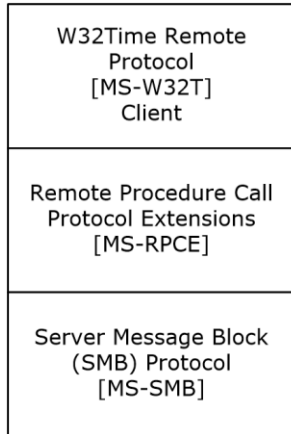 W32Time Remote
Protocol
[MS-W32T]
Client
Remote Procedure Call
Protocol Extensions
[MS-RPCE]
Server Message Block
(SMB) Protocol
[MS-SMB]